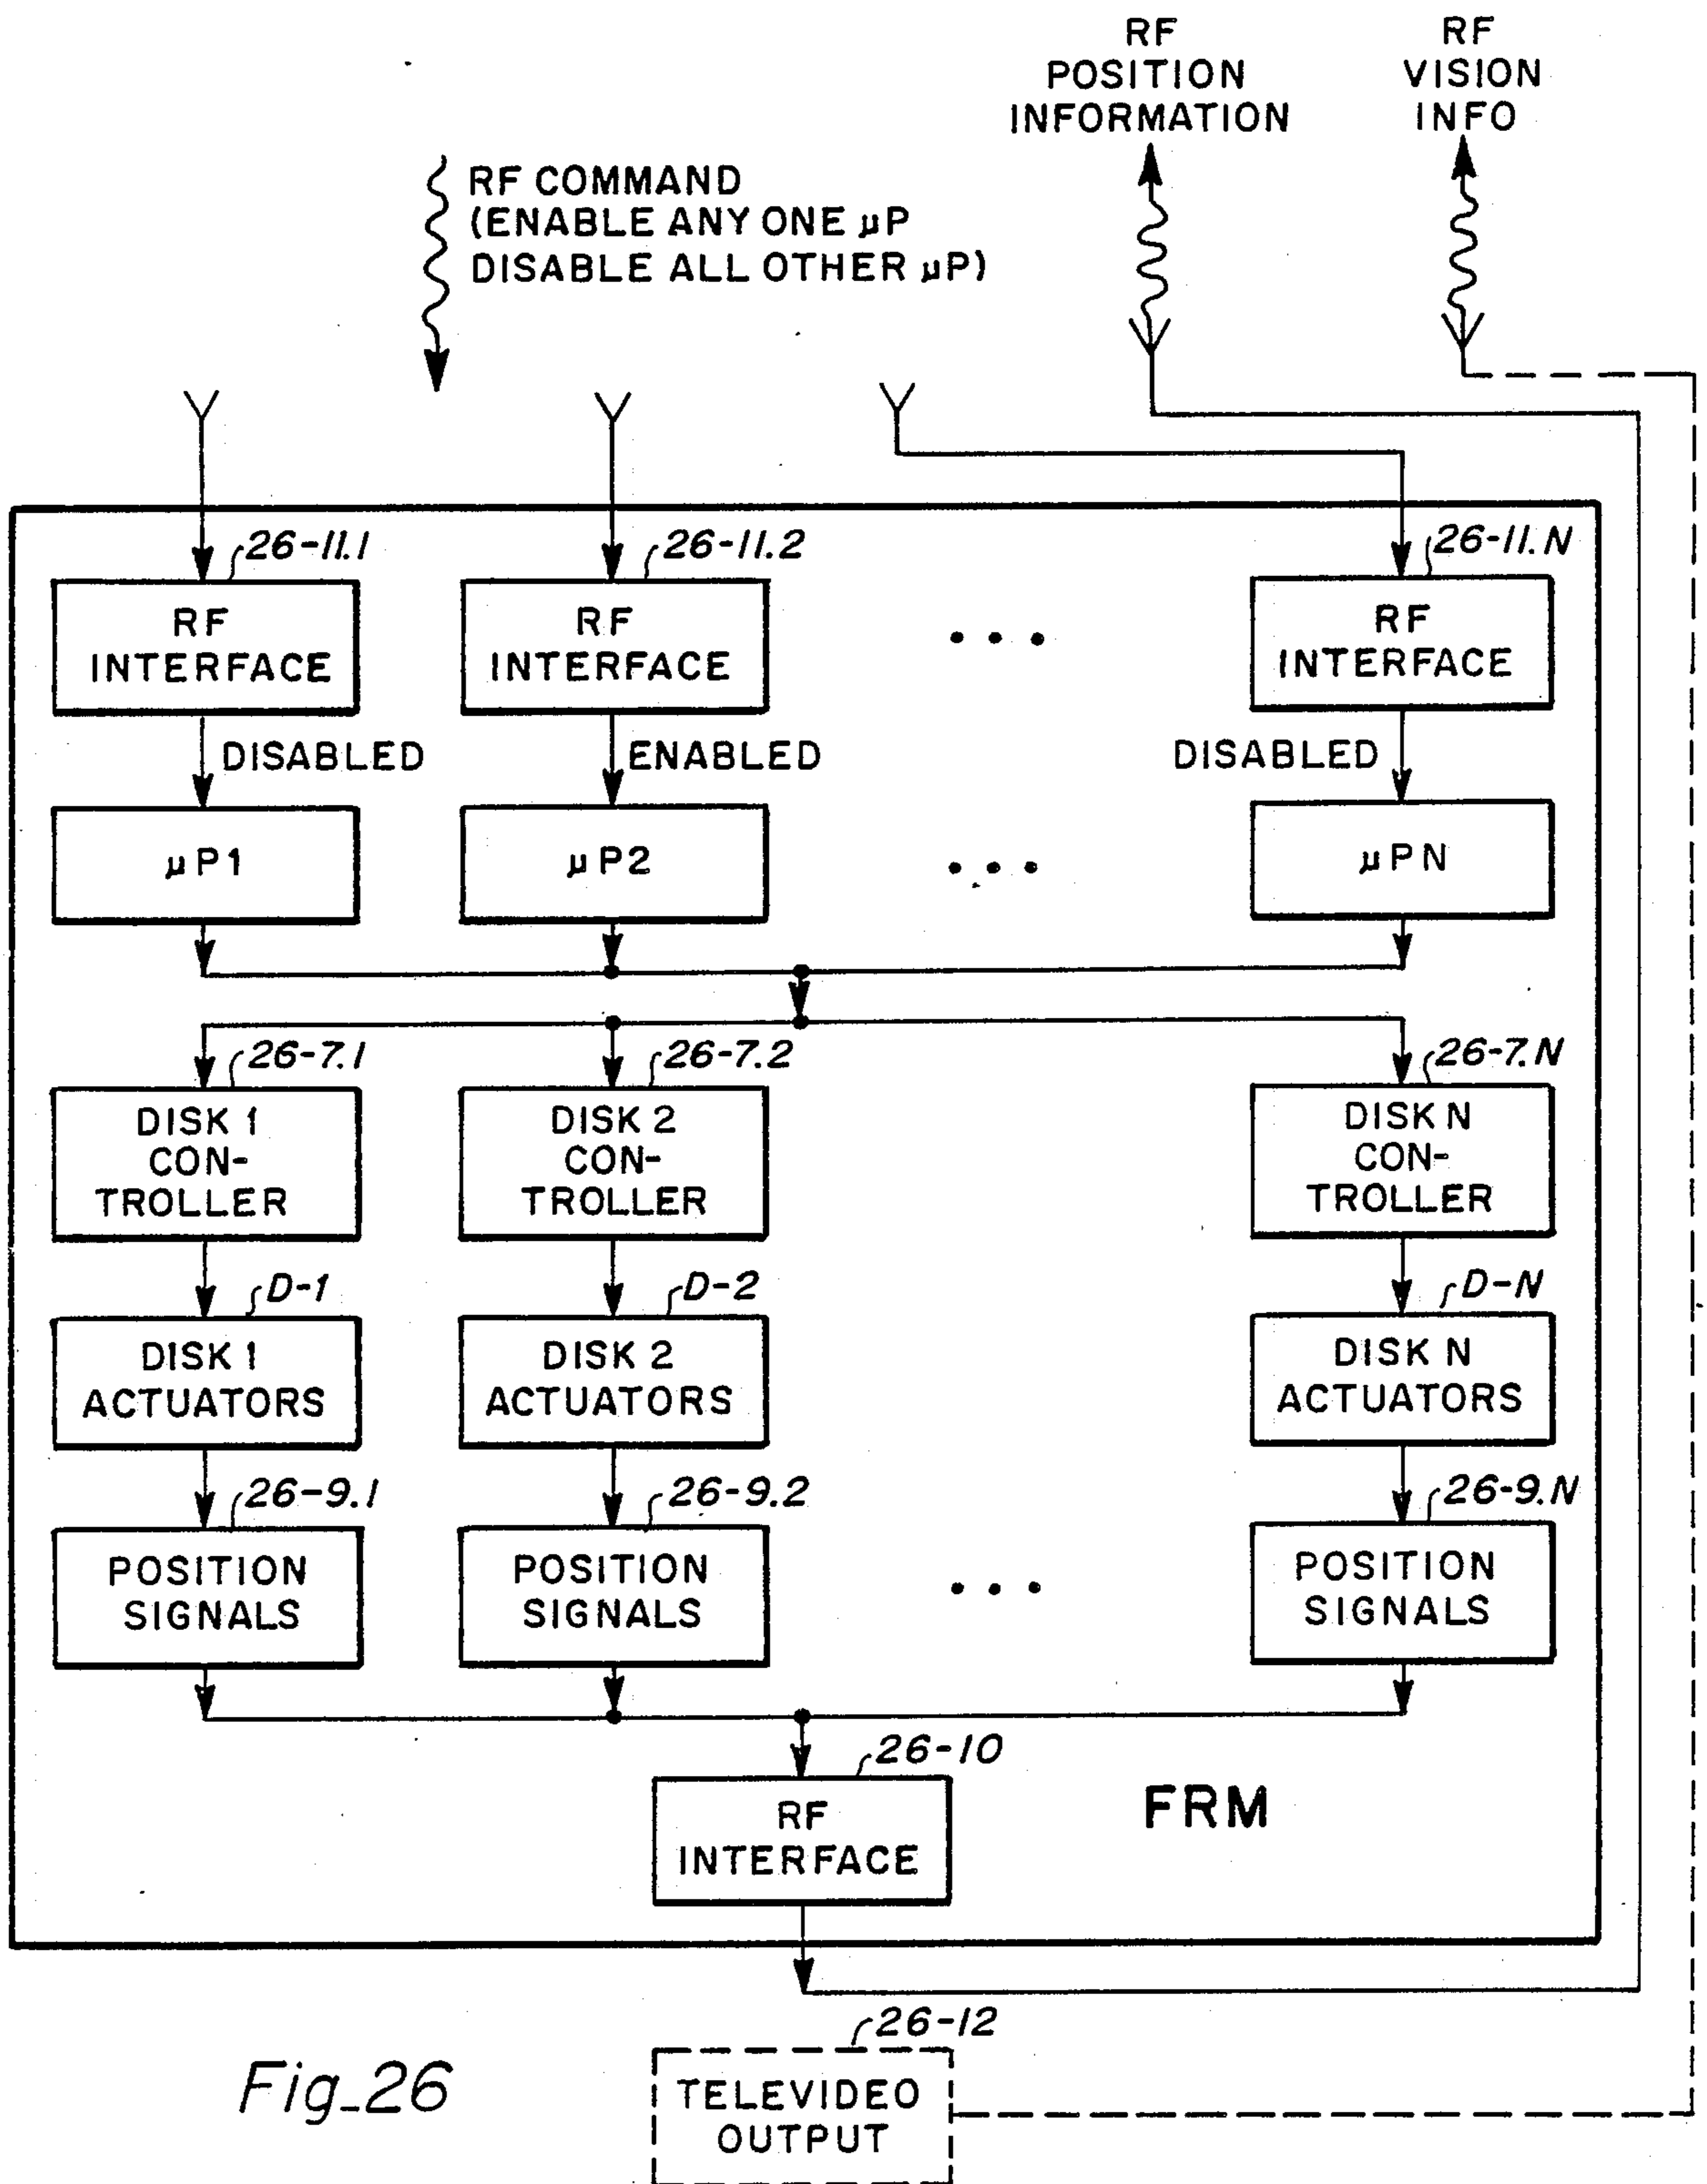 RF
POSITION
INFORMATION
RF
VISION
INFO
RF COMMAND
(ENABLE ANY ONE µP
DISABLE ALL OTHER µP)
26-11.1
26-11.2
26-11.N
RF
INTERFACE
RF
INTERFACE
• • •
RF
INTERFACE
DISABLED
ENABLED
DISABLED
µP1
µP2
• • •
µPN
26-7.1
26-7.2
26-7.N
DISK 1
CON-
TROLLER
DISK 2
CON-
TROLLER
DISK N
CON-
TROLLER
D-1
D-2
D-N
DISK 1
ACTUATORS
DISK 2
ACTUATORS
DISK N
ACTUATORS
26-9.1
26-9.2
26-9.N
POSITION
SIGNALS
POSITION
SIGNALS
• • •
POSITION
SIGNALS
26-10
RF
INTERFACE
FRM
26-12
TELEVIDEO
OUTPUT
Fig_26